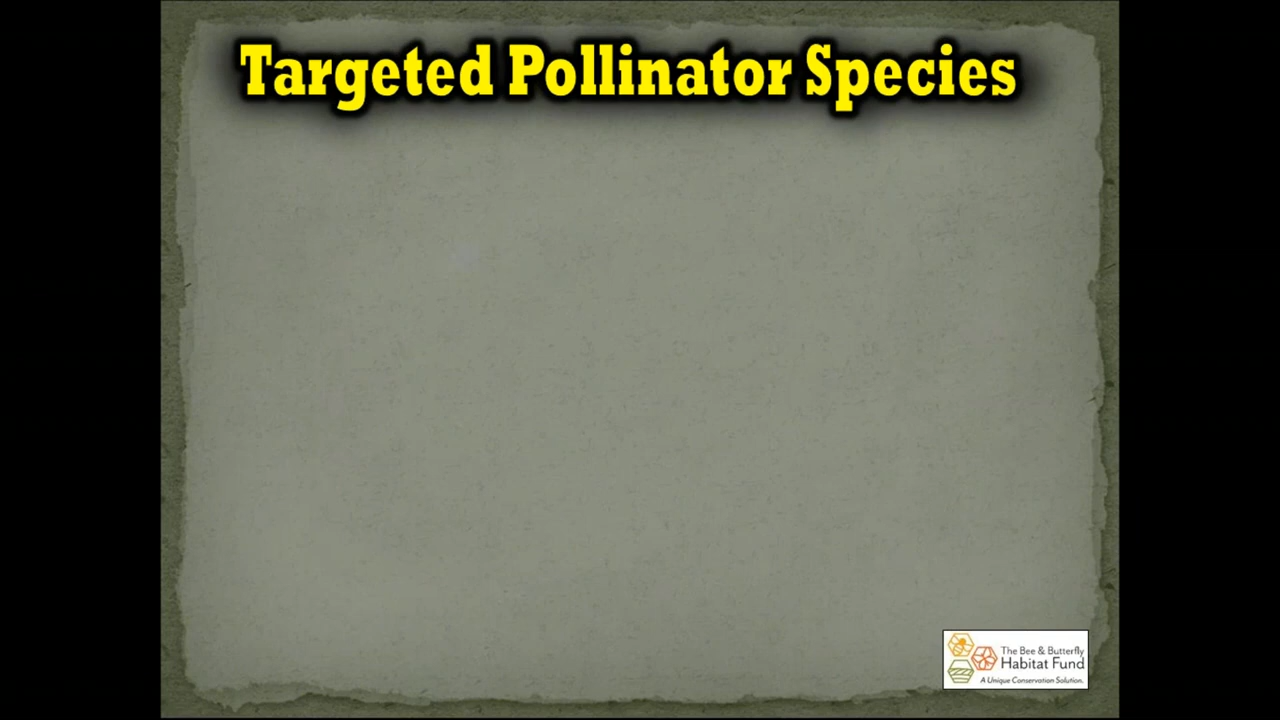 Targeted Pollinator Species
The Bee & Butterfly
Habitat Fund
A Unique Conservation Solution.